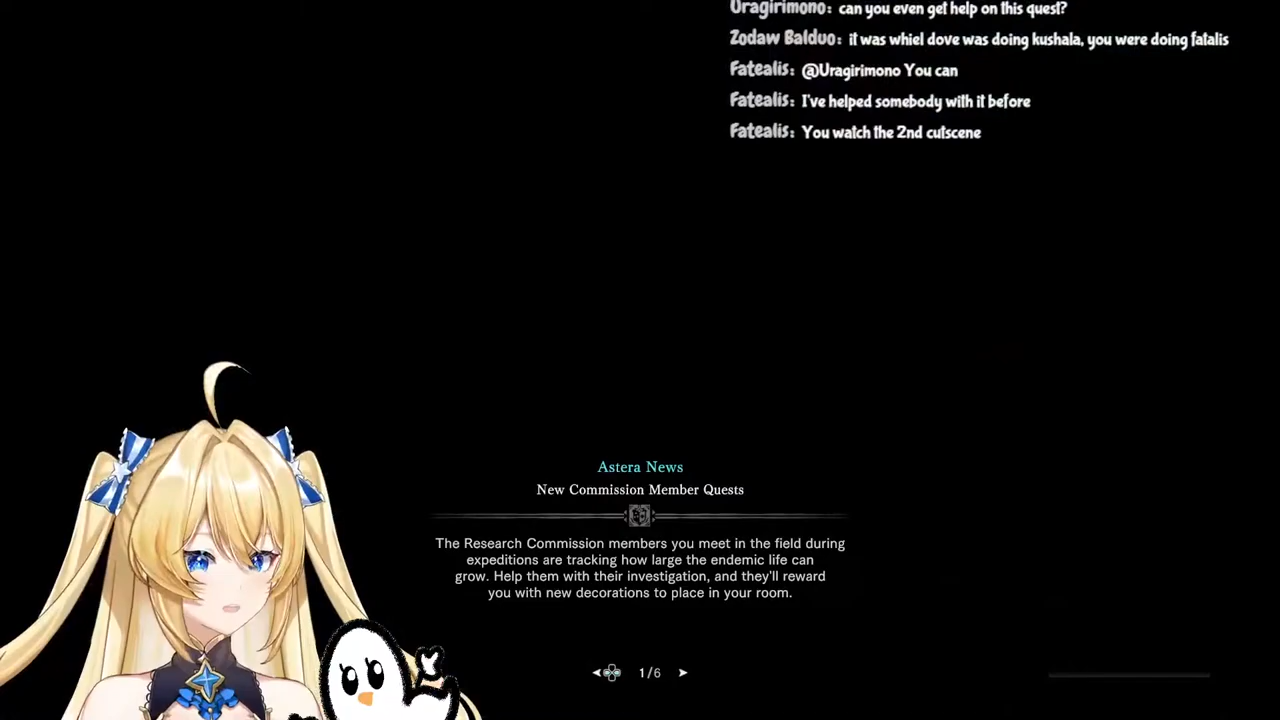 Uragirimono: can you even get help on this quest?
Zodaw Balduo: it was whiel dove was doing kushala, you were doing fatalis
Fatealis: @Uragirimono You can
Fatealis: I've helped somebody with it before
Fatealis: You watch the 2nd cutscene
Astera News
New Commission Member Quests
The Research Commission members you meet in the field during
expeditions are tracking how large the endemic life can
grow. Help them with their investigation, and they'll reward
you with new decorations to place in your room.
1/6